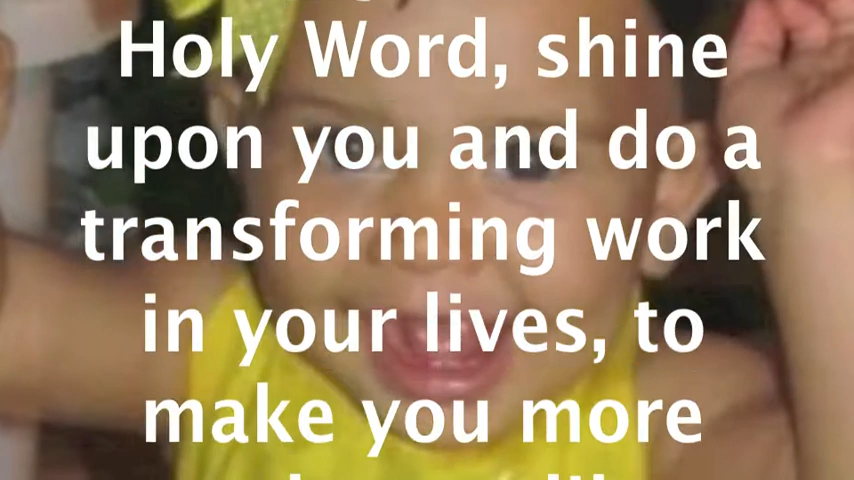 Holy Word, shine
upon you and do a
transforming work
in your lives, to
make you more